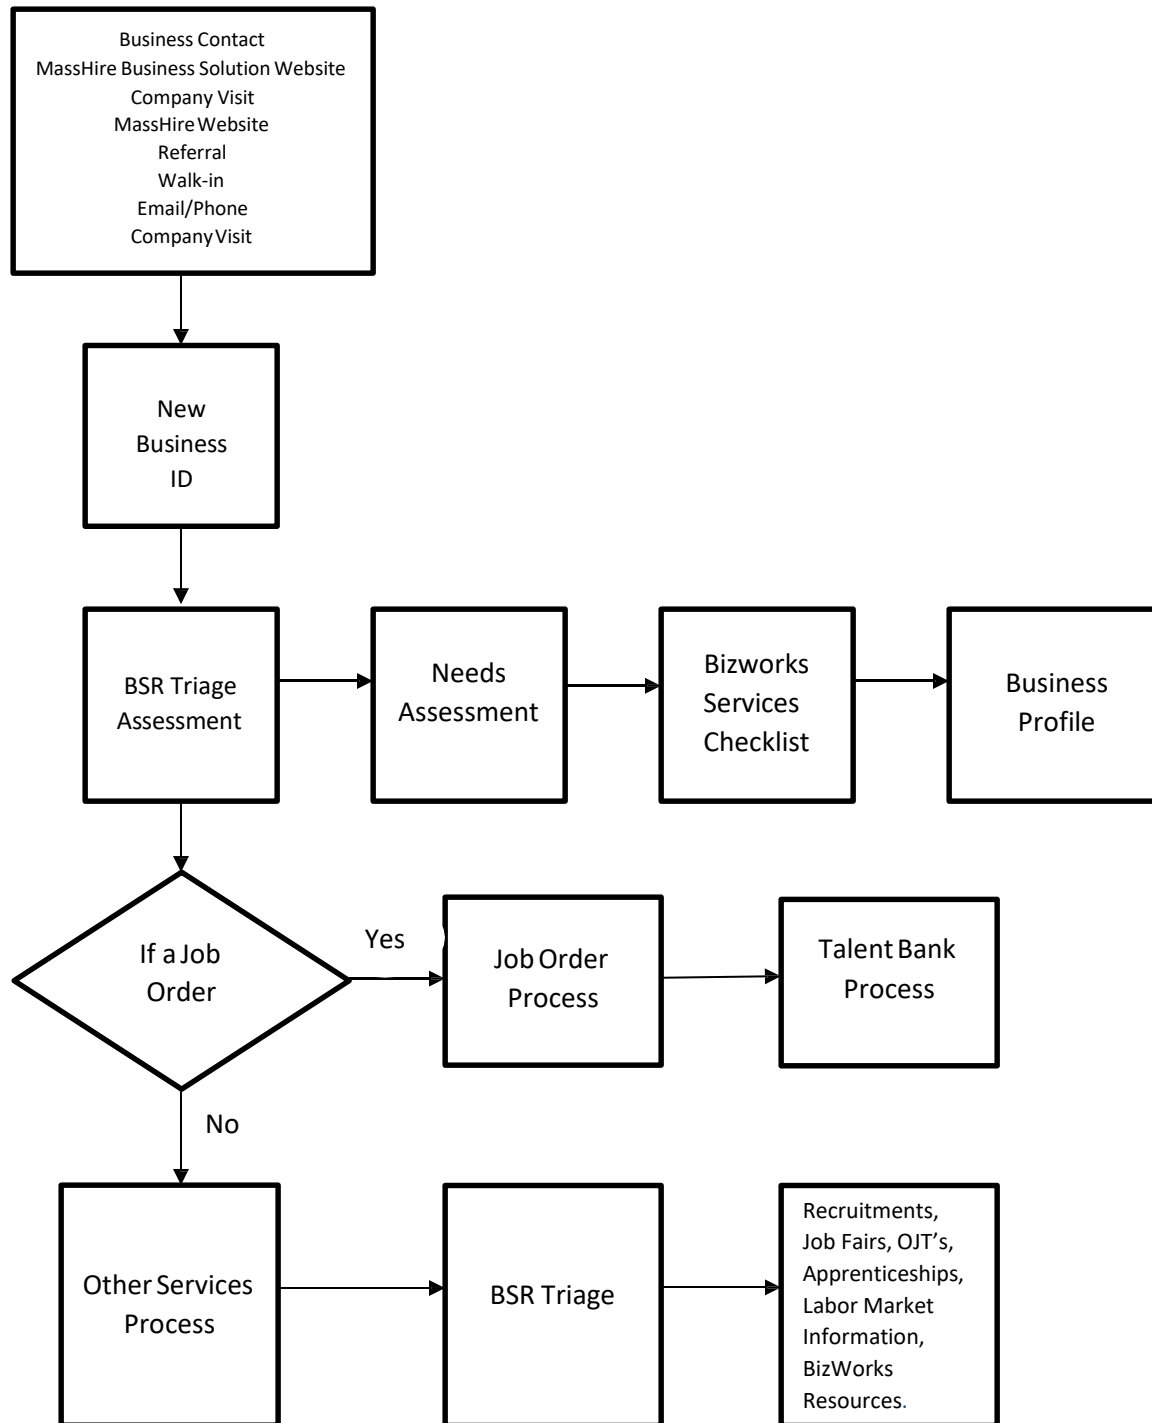 Business Contact
MassHire Business Solution Website
Company Visit
MassHire Website
Referral
Walk-in
Email/Phone
Company Visit
New
Business
ID
BSR Triage
Assessment
Needs
Assessment
Bizworks
Services
Checklist
Business
Profile
If a Job
Order
Yes
Job Order
Process
Talent Bank
Process
No
Other Services
Process
BSR Triage
Recruitments,
Job Fairs, OJT’s,
Apprenticeships,
Labor Market
Information,
BizWorks
Resources.